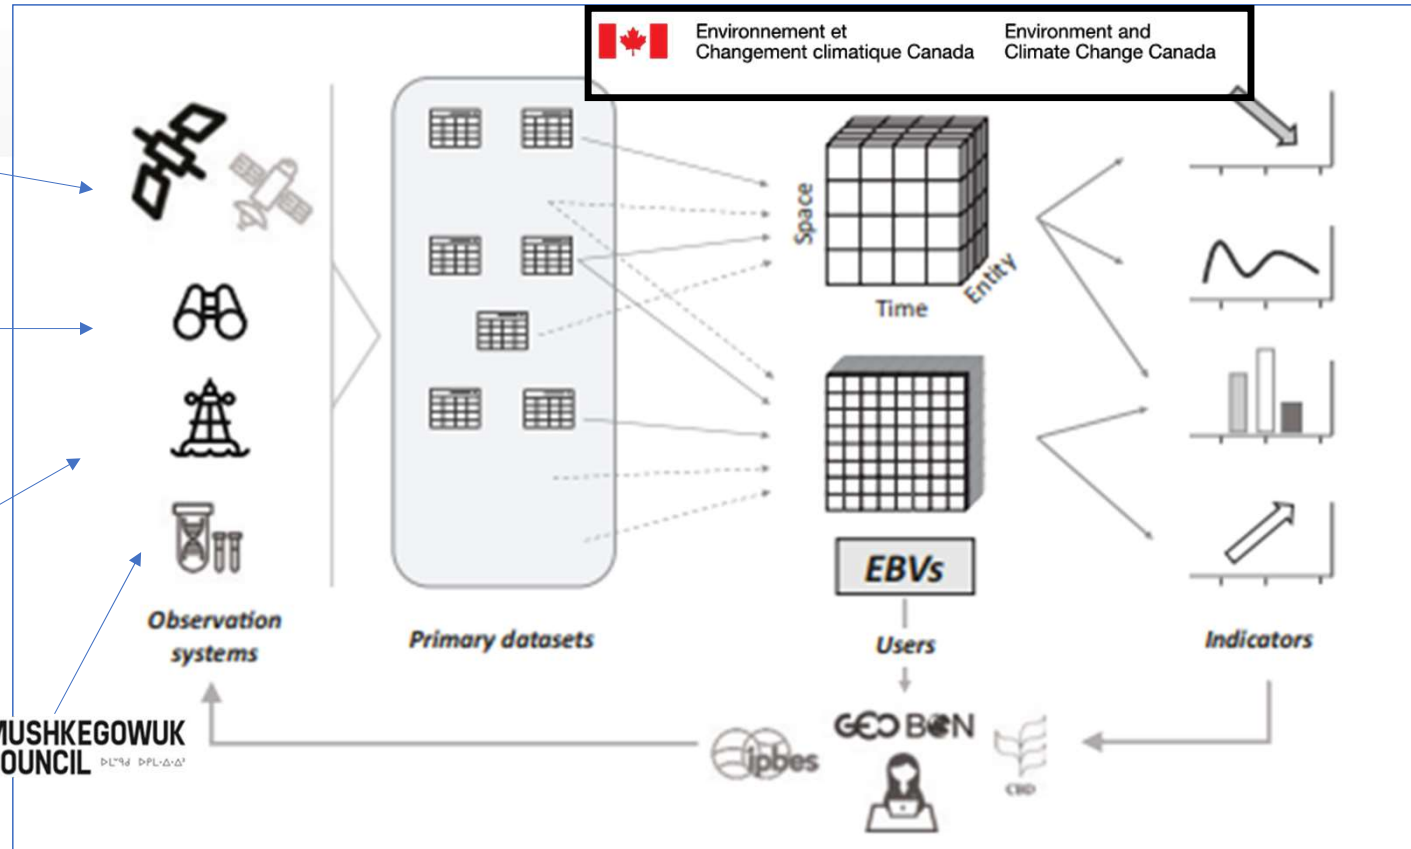 Environnement et
Changement climatique Canada
Environment and
Climate Change Canada
Space
Time
Entity
EBVs
Observation
systems
Primary datasets
Users
Indicators
MUSHKEGOWUK
OUNCIL
GEO BON
ipbes
CBD